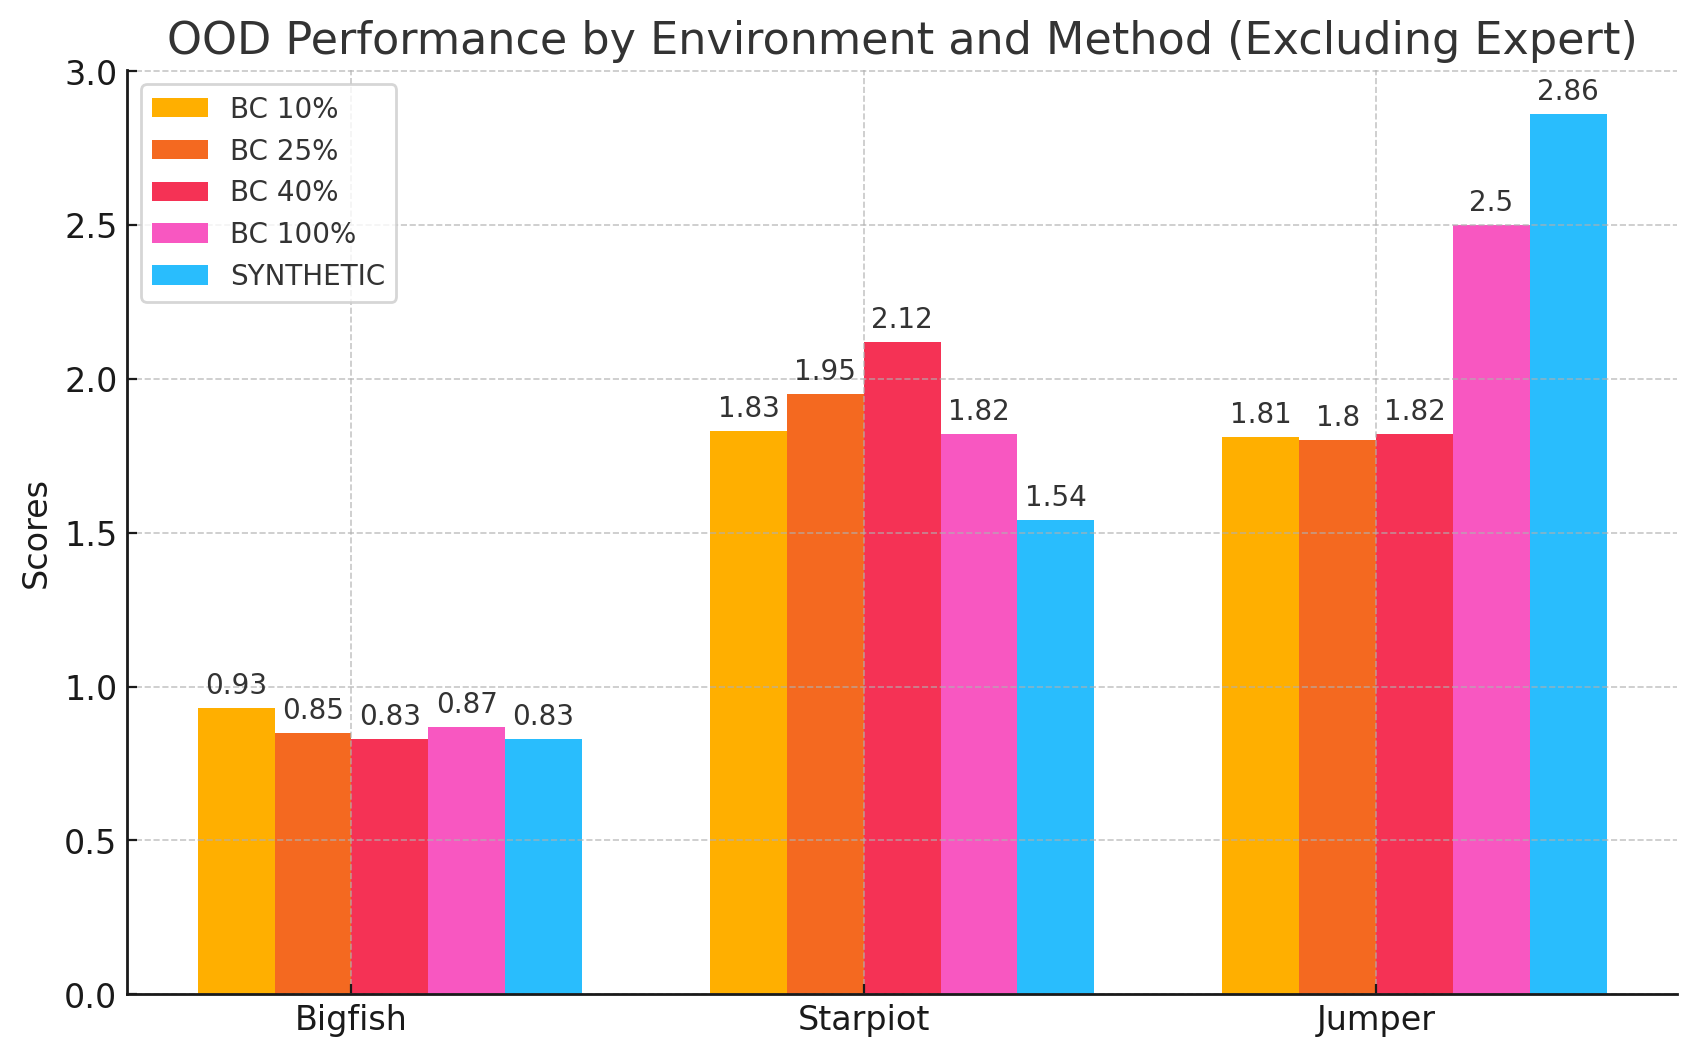 OOD Performance by Environment and Method (Excluding Expert)
Scores
3.0
2.5
2.0
1.5
1.0
0.5
0.0
BC 10%
BC 25%
BC 40%
BC 100%
SYNTHETIC
0.93
0.85
0.83
0.87
0.83
1.83
1.95
2.12
1.82
1.54
1.81
1.8
1.82
2.5
2.86
Bigfish
Starpiot
Jumper